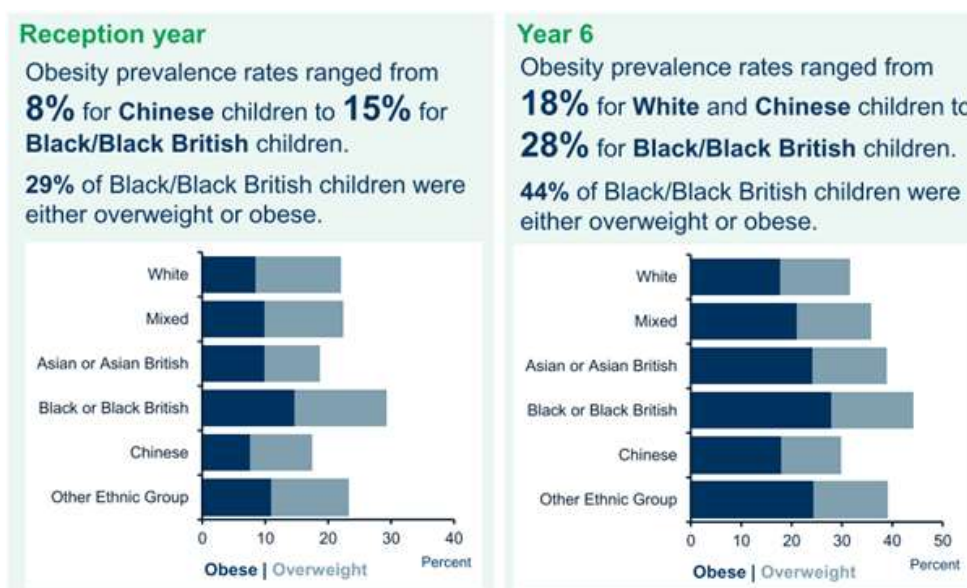 Reception year
Obesity prevalence rates ranged from
8% for Chinese children to 15% for
Black/Black British children.
29% of Black/Black British children were
either overweight or obese.
White
Mixed
Asian or Asian British
Black or Black British
Chinese
Other Ethnic Group
0 10 20 30 40
Percent
Obese | Overweight
Year 6
Obesity prevalence rates ranged from
18% for White and Chinese children to
28% for Black/Black British children.
44% of Black/Black British children were
either overweight or obese.
White
Mixed
Asian or Asian British
Black or Black British
Chinese
Other Ethnic Group
0 10 20 30 40 50
Percent
Obese | Overweight